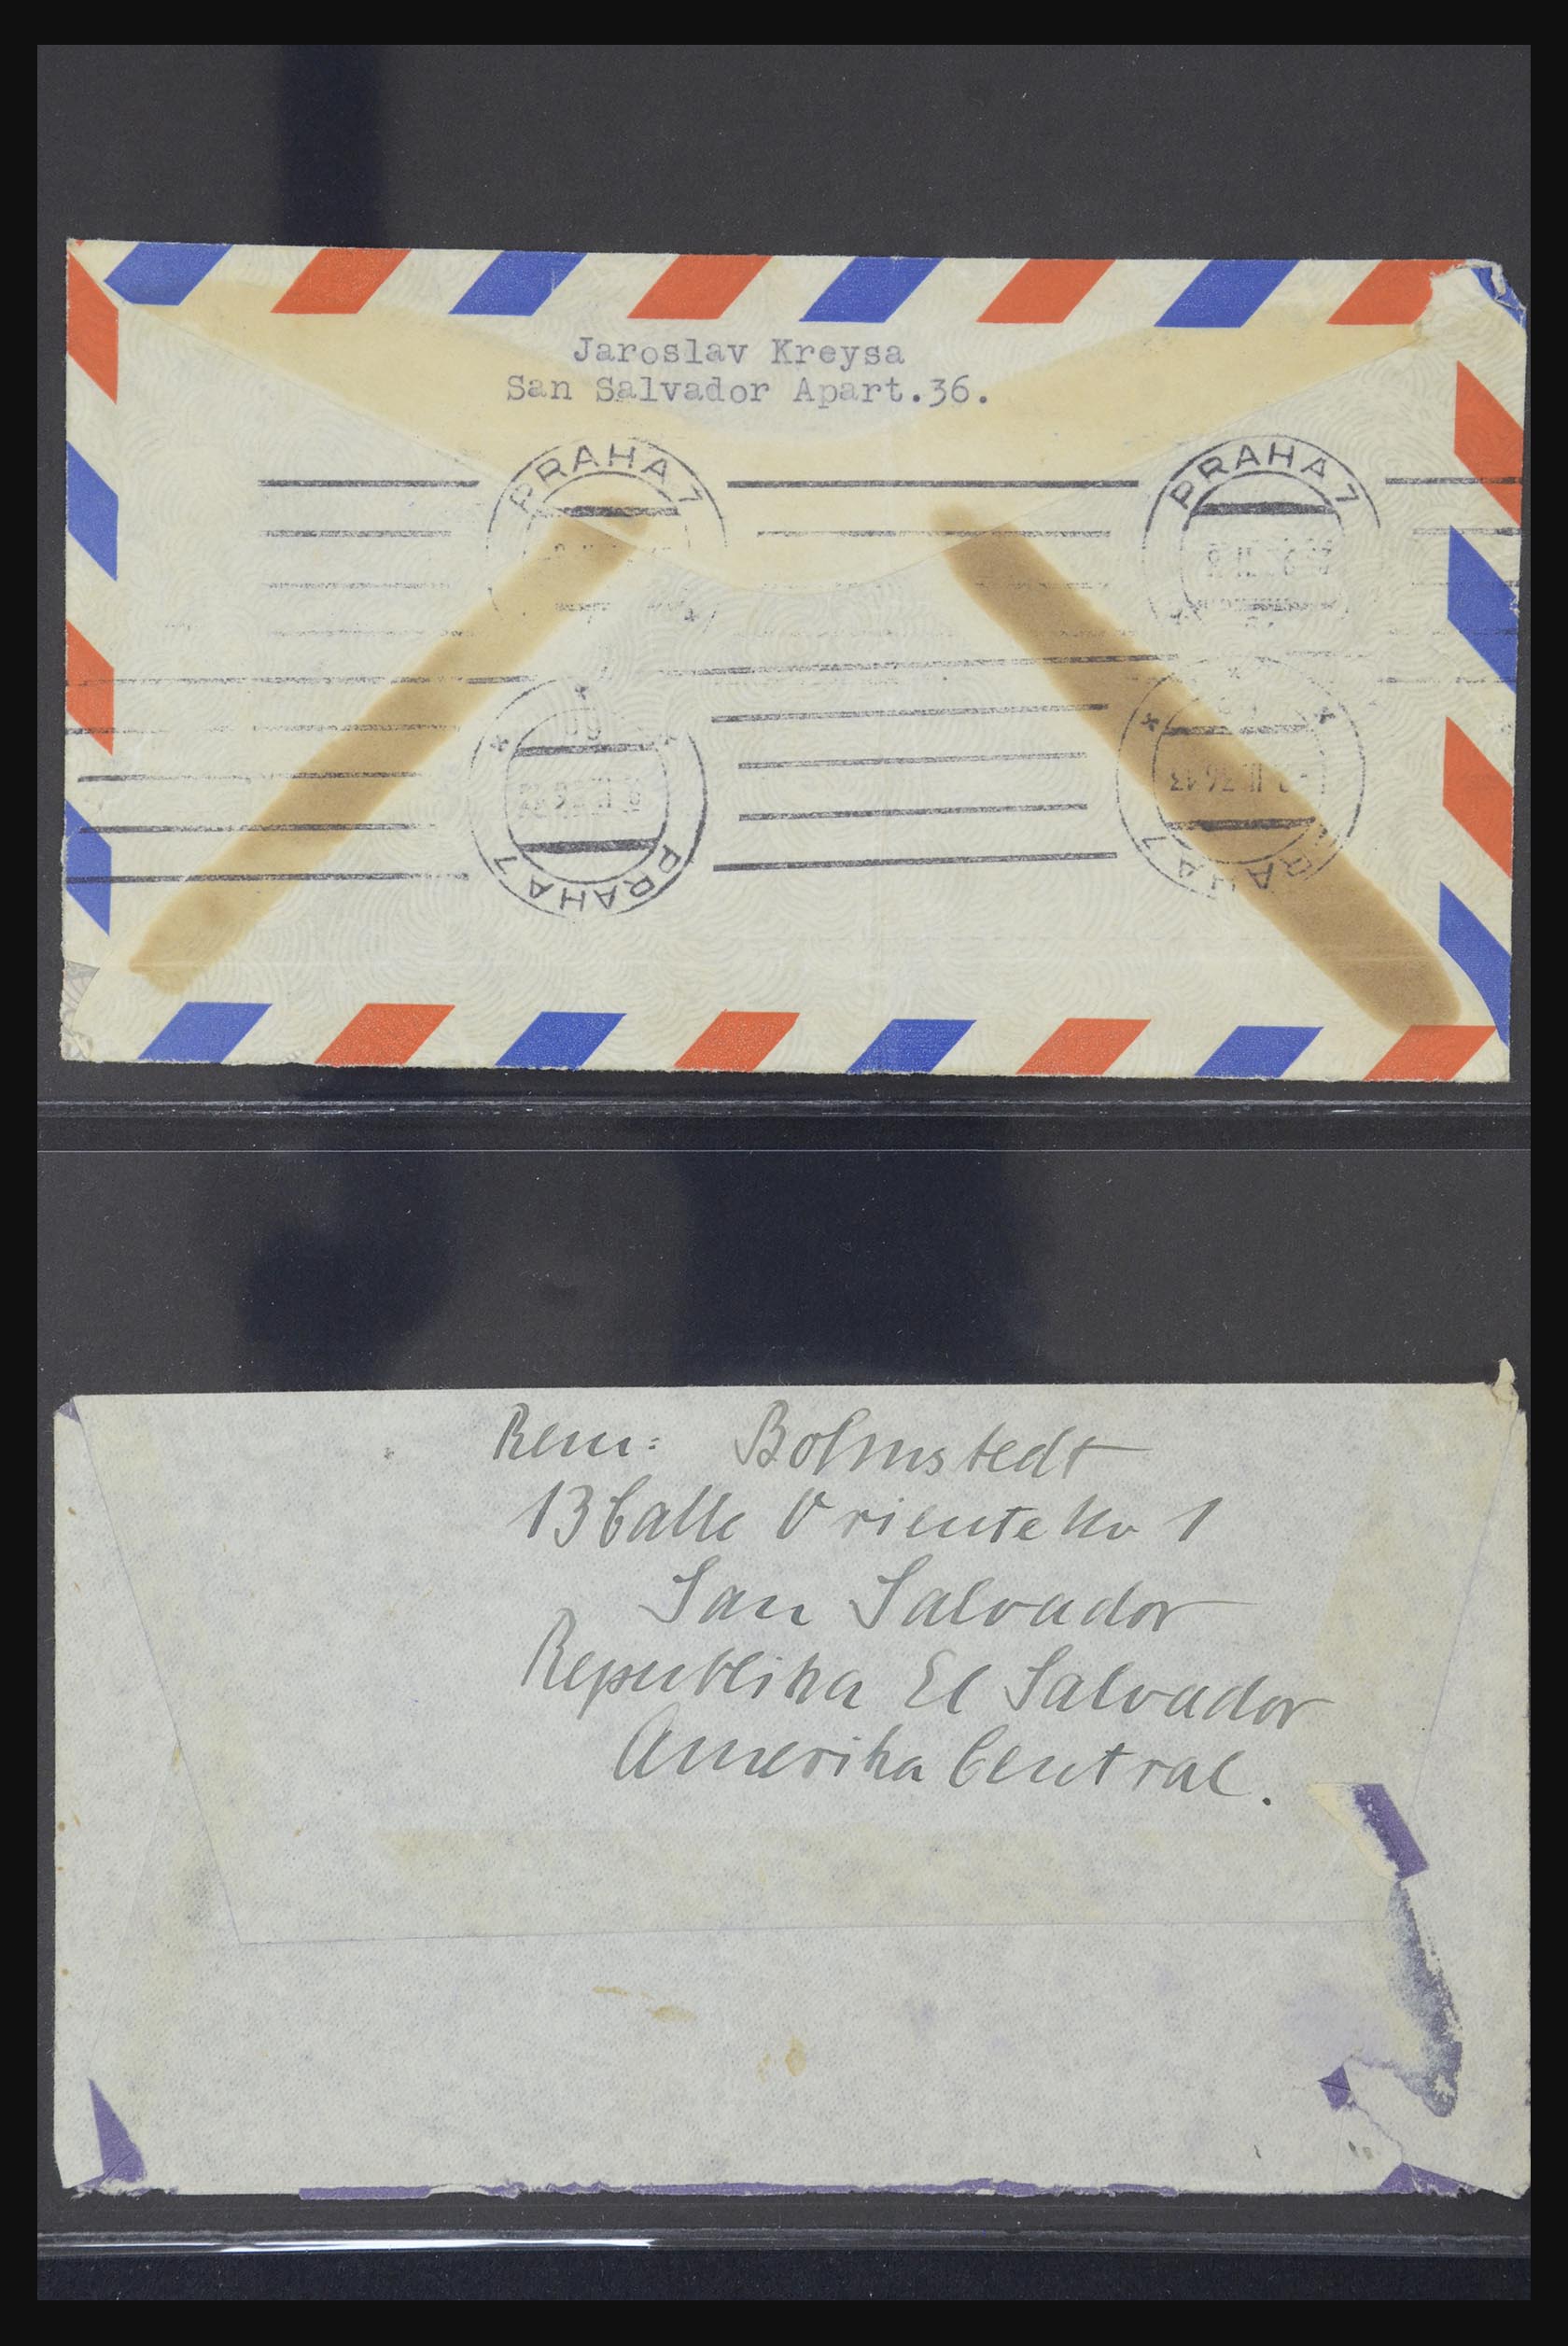 Jaroslav Kreysa
San Salvador Apart.36.
PRAHA 7
PRAHA 7
PRAHA 7
PRAHA 7
Rem: Bolmstedt
13 Calle Oriente No 1
San Salvador
Republika El Salvador
Amerika Central.